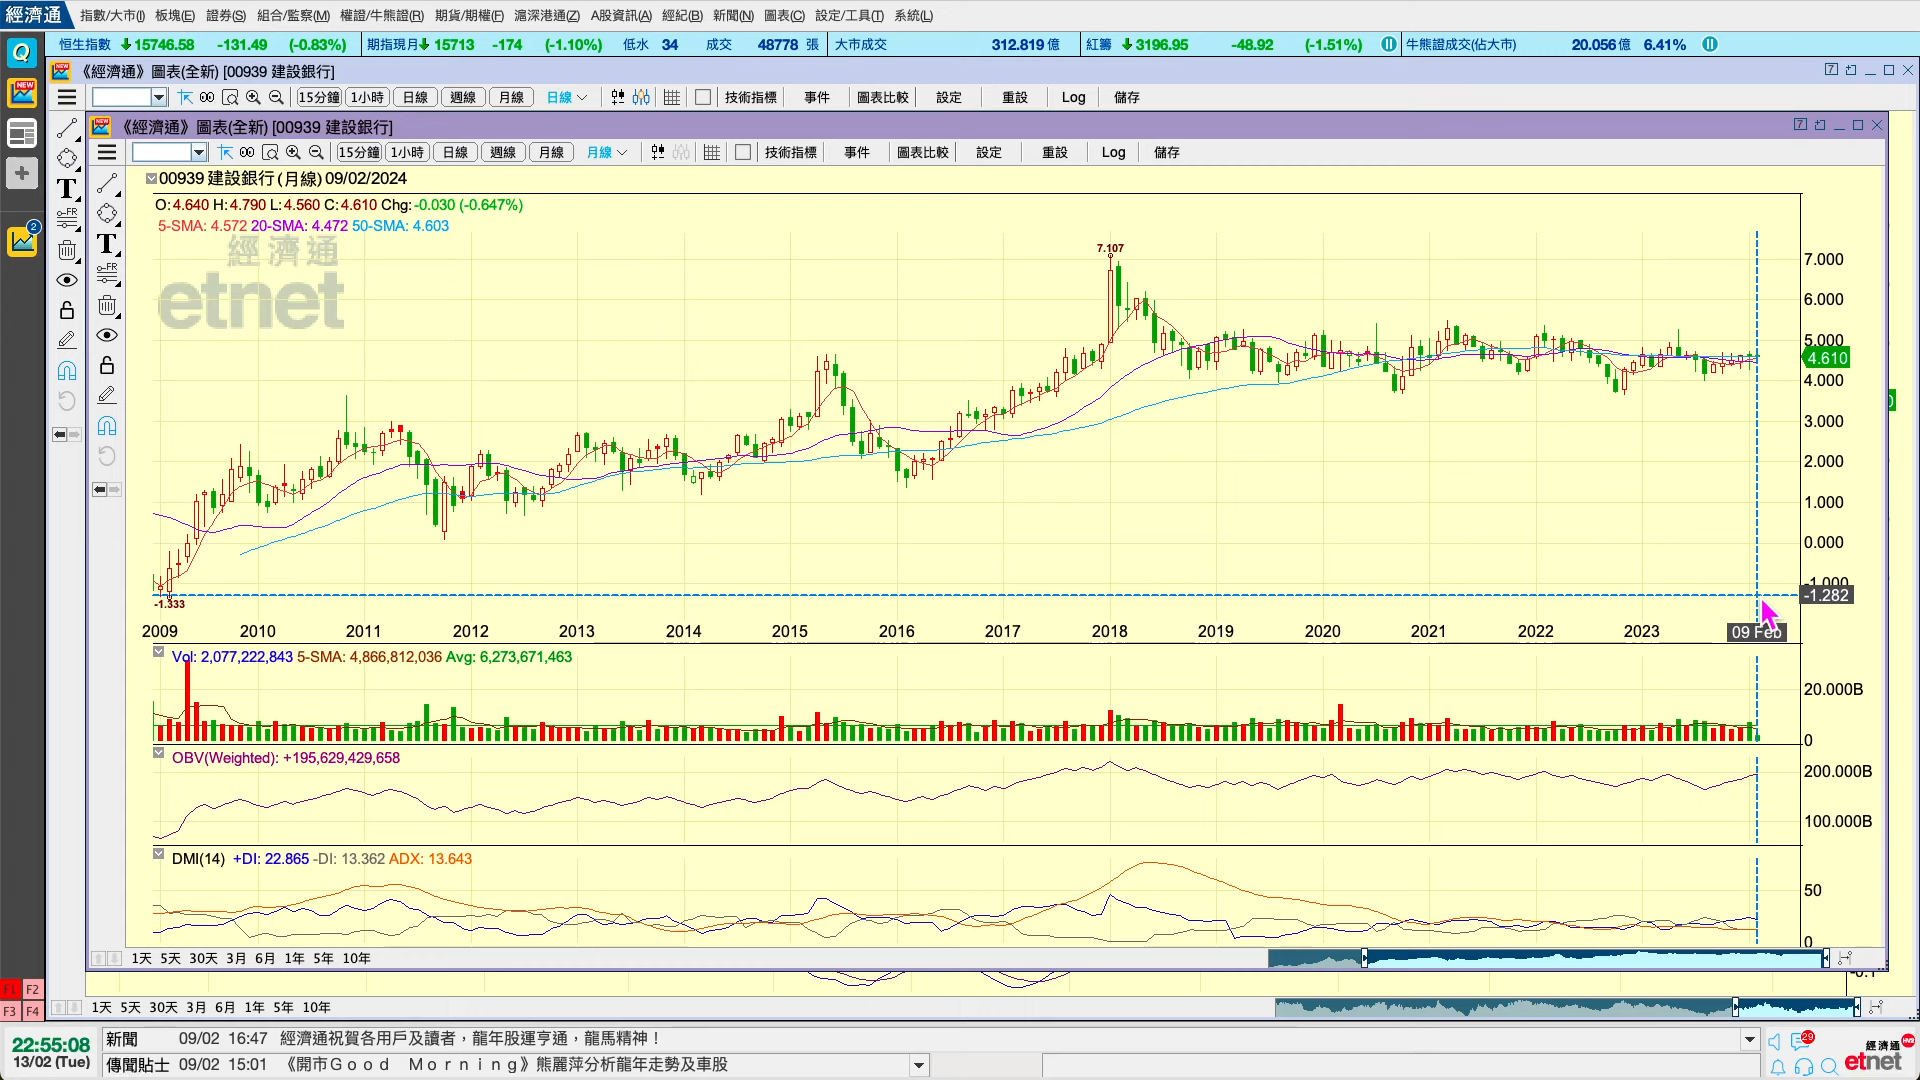 經濟通 指數/大市(I) 板塊(E) 證券(S) 組合/監察(M) 權證/牛熊證(R) 期貨/期權(F) 滬深港通(Z) A股資訊(A) 經紀(B) 新聞(N) 圖表(C) 設定/工具(T) 系統(L)
恒生指數 15746.58 -131.49 (-0.83%) 期指現月 15713 -174 (-1.10%) 低水 34 成交 48778 張 大市成交 312.819 億 紅籌 3196.95 -48.92 (-1.51%) 牛熊證成交(佔大市) 20.056 億 6.41%
《經濟通》圖表(全新) [00939 建設銀行]
15分鐘 1小時 日線 週線 月線 日線 技術指標 事件 圖表比較 設定 重設 Log 儲存
《經濟通》圖表(全新) [00939 建設銀行]
15分鐘 1小時 日線 週線 月線 月線 技術指標 事件 圖表比較 設定 重設 Log 儲存
00939 建設銀行(月線) 09/02/2024
O: 4.640 H: 4.790 L: 4.560 C: 4.610 Chg: -0.030 (-0.647%)
5-SMA: 4.572 20-SMA: 4.472 50-SMA: 4.603
經濟通
etnet
7.107
7.000
6.000
5.000
4.610
4.000
3.000
2.000
1.000
0.000
-1.000
-1.282
-1.333
2009 2010 2011 2012 2013 2014 2015 2016 2017 2018 2019 2020 2021 2022 2023 09 Feb
Vol: 2,077,222,843 5-SMA: 4,866,812,036 Avg: 6,273,671,463
20.000B
0
OBV(Weighted): +195,629,429,658
200.000B
100.000B
DMI(14) +DI: 22.865 -DI: 13.362 ADX: 13.643
50
0
1天 5天 30天 3月 6月 1年 5年 10年
-0.1
1天 5天 30天 3月 6月 1年 5年 10年
F1 F2
F3 F4
22:55:08
13/02 (Tue)
新聞 09/02 16:47 經濟通祝賀各用戶及讀者，龍年股運亨通，龍馬精神！
傳聞貼士 09/02 15:01 《開市Ｇｏｏｄ Ｍｏｒｎｉｎｇ》熊麗萍分析龍年走勢及車股
29
經濟通
etnet